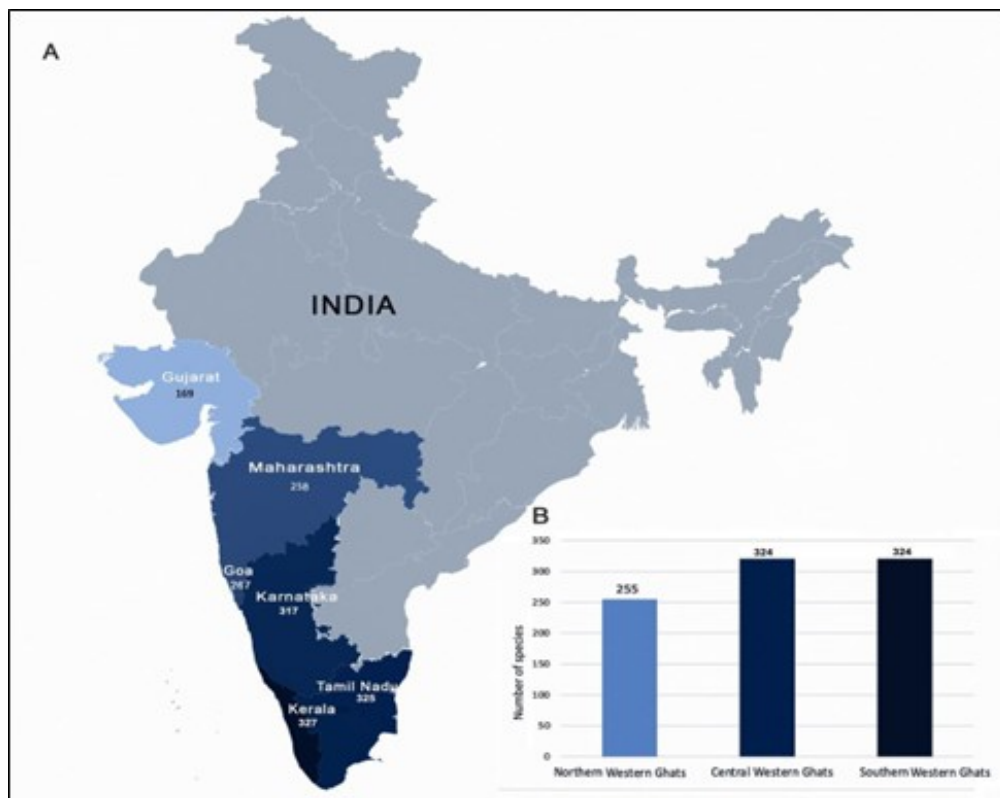 A
INDIA
Gujarat
169
Maharashtra
258
Goa
267
Karnataka
317
Tamil Nadu
325
Kerala
327
B
Number of species
350
300
250
200
150
100
50
0
255
324
324
Northern Western Ghats
Central Western Ghats
Southern Western Ghats